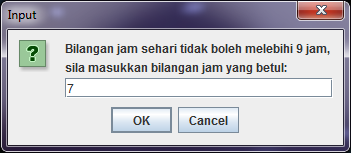 Input
Bilangan jam sehari tidak boleh melebihi 9 jam,
sila masukkan bilangan jam yang betul:
7
OK
Cancel